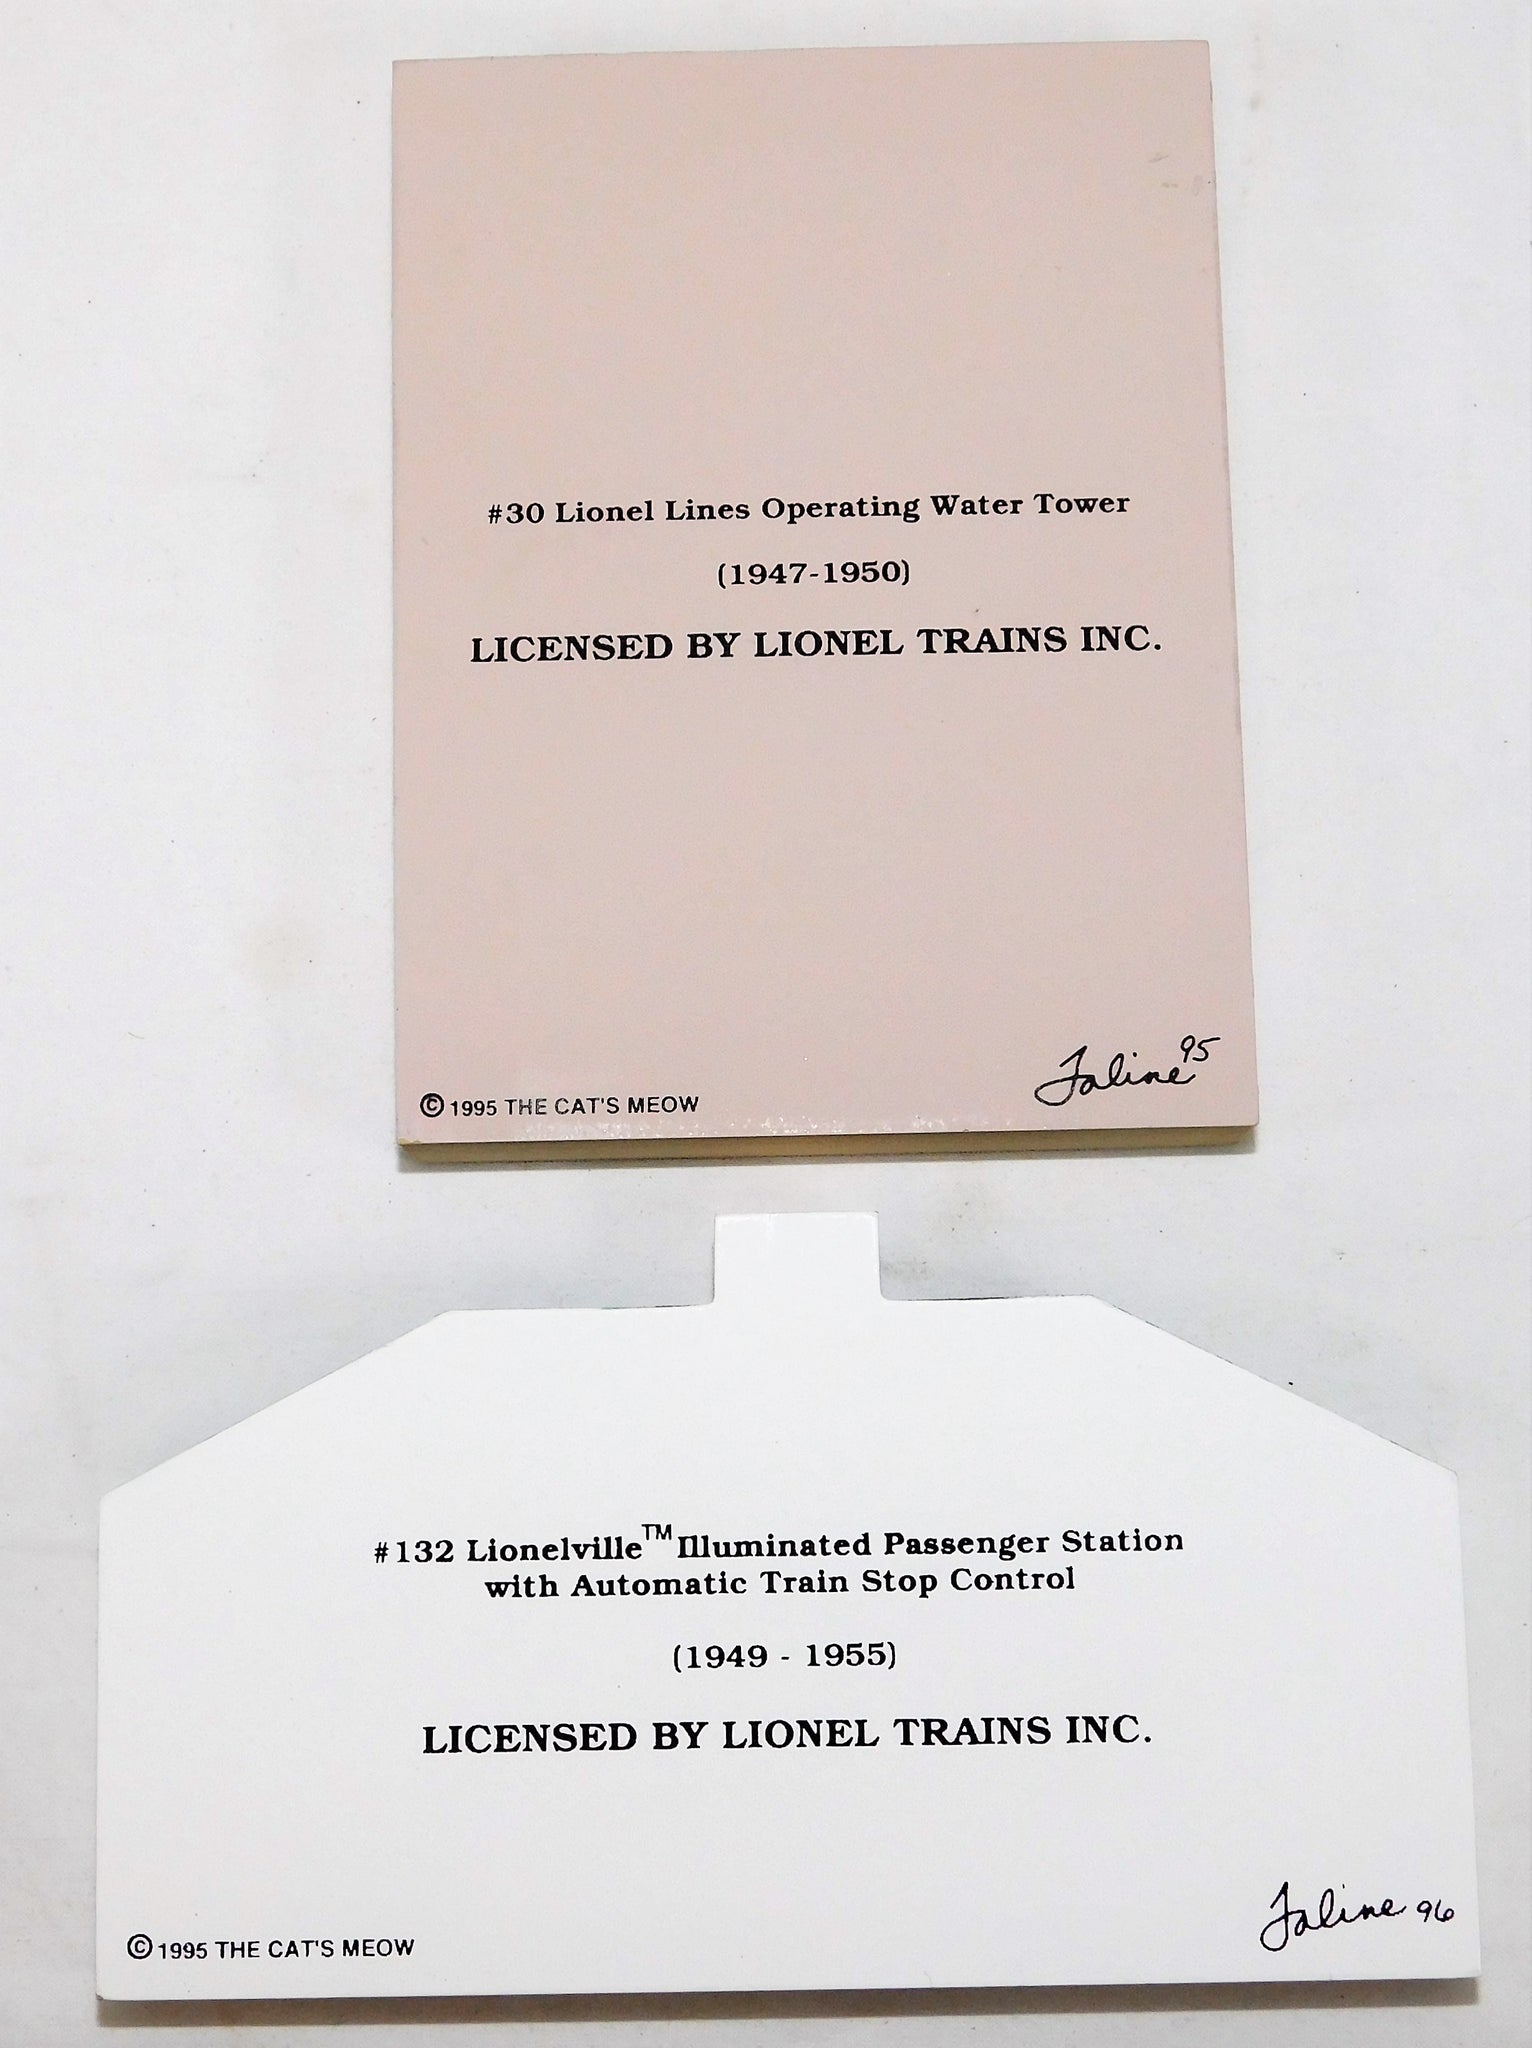 #30 Lionel Lines Operating Water Tower
(1947-1950)
LICENSED BY LIONEL TRAINS INC.
© 1995 THE CAT'S MEOW
Faline 95
#132 Lionelville™ Illuminated Passenger Station
with Automatic Train Stop Control
(1949 - 1955)
LICENSED BY LIONEL TRAINS INC.
© 1995 THE CAT'S MEOW
Faline 96